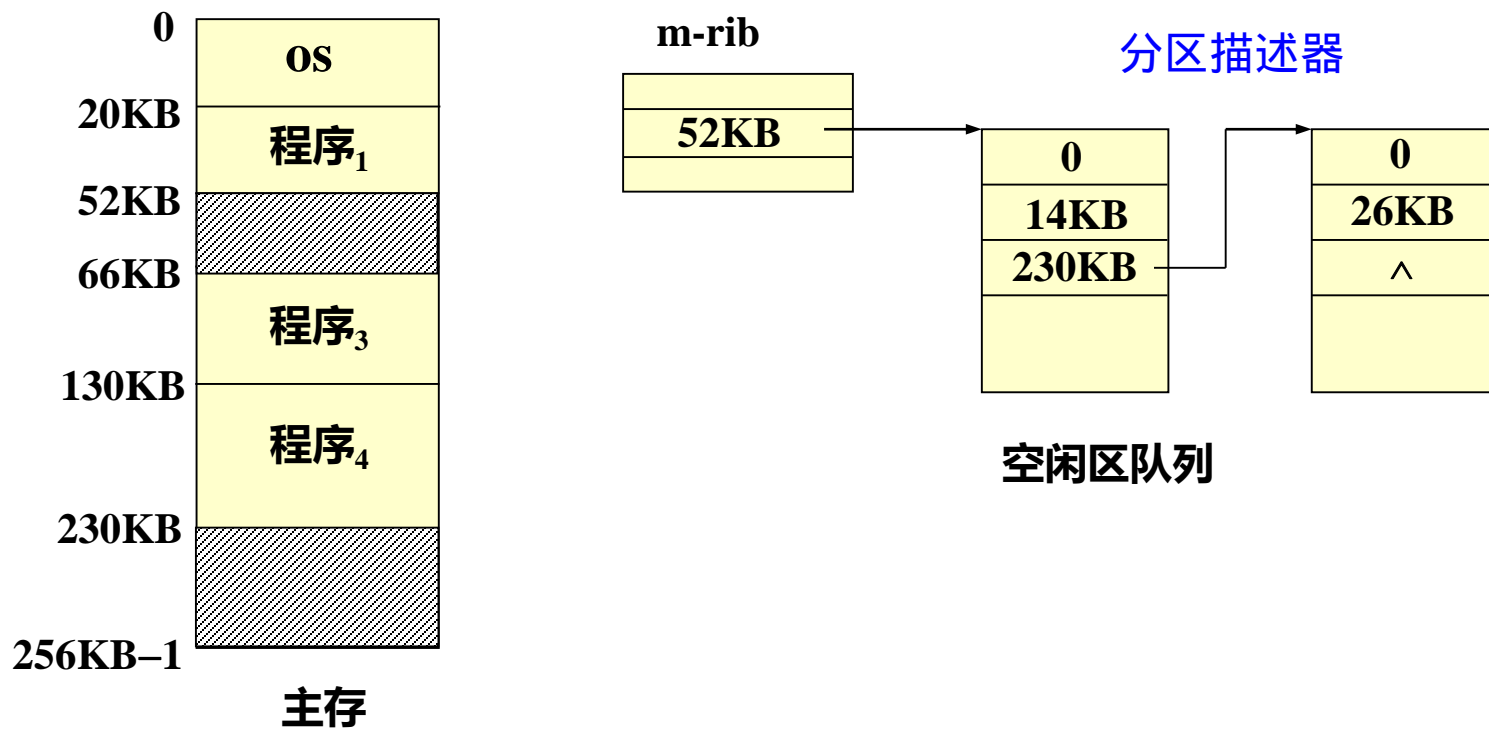 0
os
20KB
程序1
52KB
66KB
程序3
130KB
程序4
230KB
256KB–1
主存
m-rib
52KB
分区描述器
0
14KB
230KB
0
26KB
^
空闲区队列